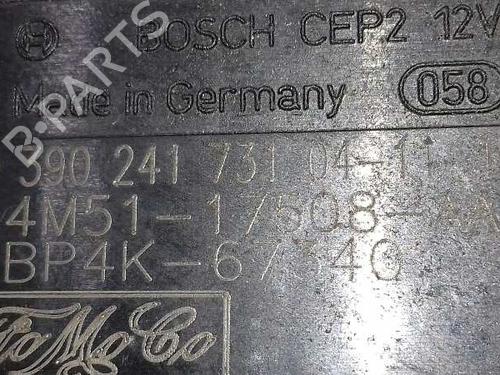 BOSCH CEP2 12V
Made in Germany 058
390 241 731 04-11
4M51-17508-AA
BP4K-67340
FoMoCo
B-PARTS